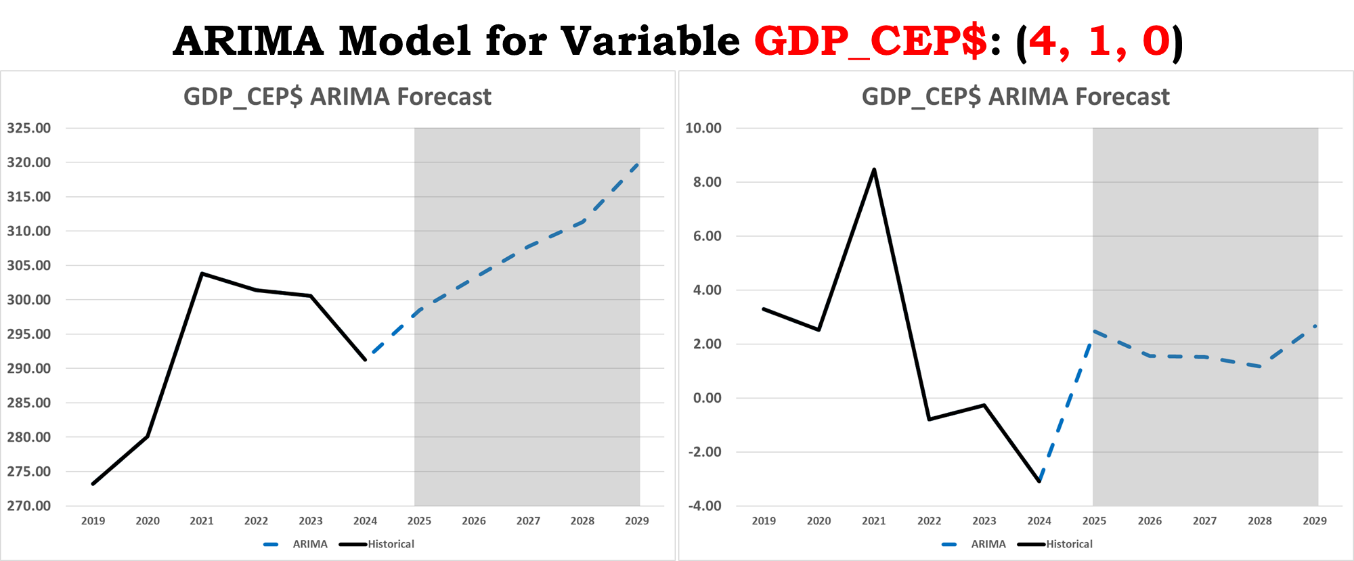 ARIMA Model for Variable GDP_CEP$: (4, 1, 0)
GDP_CEP$ ARIMA Forecast
325.00
320.00
315.00
310.00
305.00
300.00
295.00
290.00
285.00
280.00
275.00
270.00
2019 2020 2021 2022 2023 2024 2025 2026 2027 2028 2029
ARIMA Historical
GDP_CEP$ ARIMA Forecast
10.00
8.00
6.00
4.00
2.00
0.00
-2.00
-4.00
2019 2020 2021 2022 2023 2024 2025 2026 2027 2028 2029
ARIMA Historical